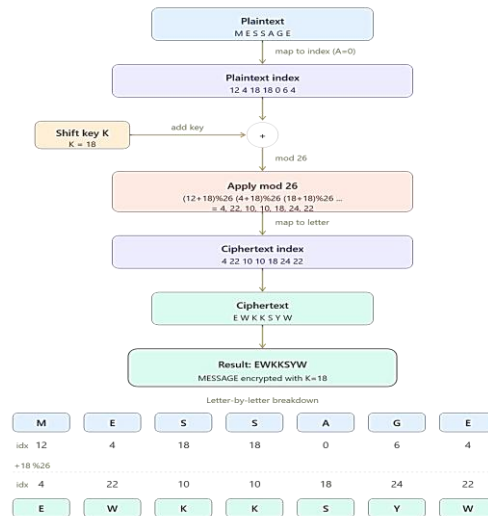 Plaintext
M E S S A G E
map to index (A=0)
Plaintext index
12 4 18 18 0 6 4
Shift key K
K = 18
add key
+
mod 26
Apply mod 26
(12+18)%26 (4+18)%26 (18+18)%26 ...
= 4, 22, 10, 10, 18, 24, 22
map to letter
Ciphertext index
4 22 10 10 18 24 22
Ciphertext
E W K K S Y W
Result: EWKKSYW
MESSAGE encrypted with K=18
Letter-by-letter breakdown
M E S S A G E
idx 12 4 18 18 0 6 4
+18 %26
idx 4 22 10 10 18 24 22
E W K K S Y W